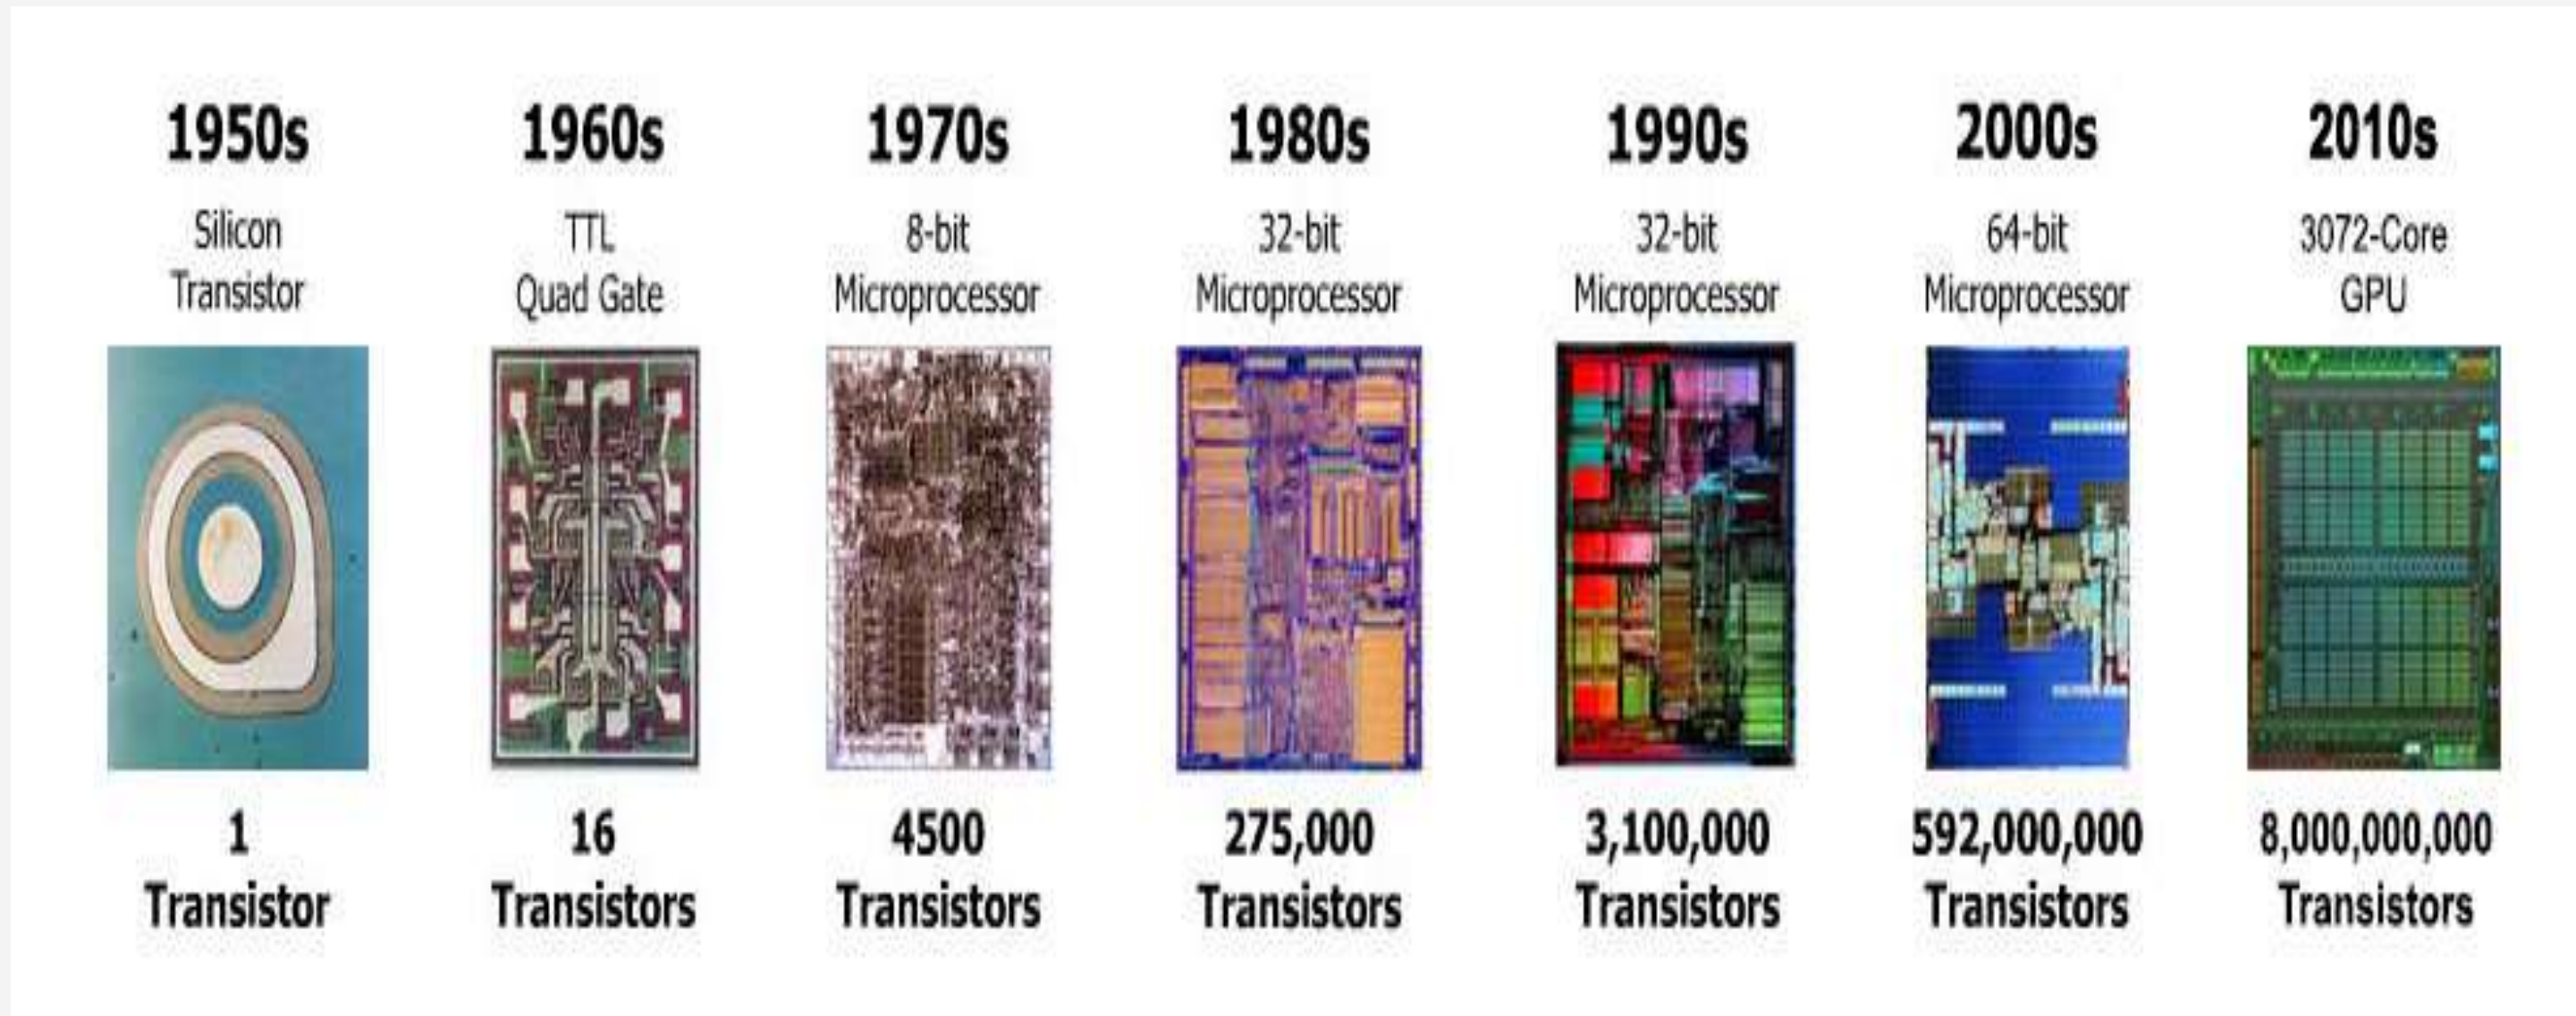 1950s
Silicon
Transistor
1
Transistor
1960s
TTL
Quad Gate
16
Transistors
1970s
8-bit
Microprocessor
4500
Transistors
1980s
32-bit
Microprocessor
275,000
Transistors
1990s
32-bit
Microprocessor
3,100,000
Transistors
2000s
64-bit
Microprocessor
592,000,000
Transistors
2010s
3072-Core
GPU
8,000,000,000
Transistors